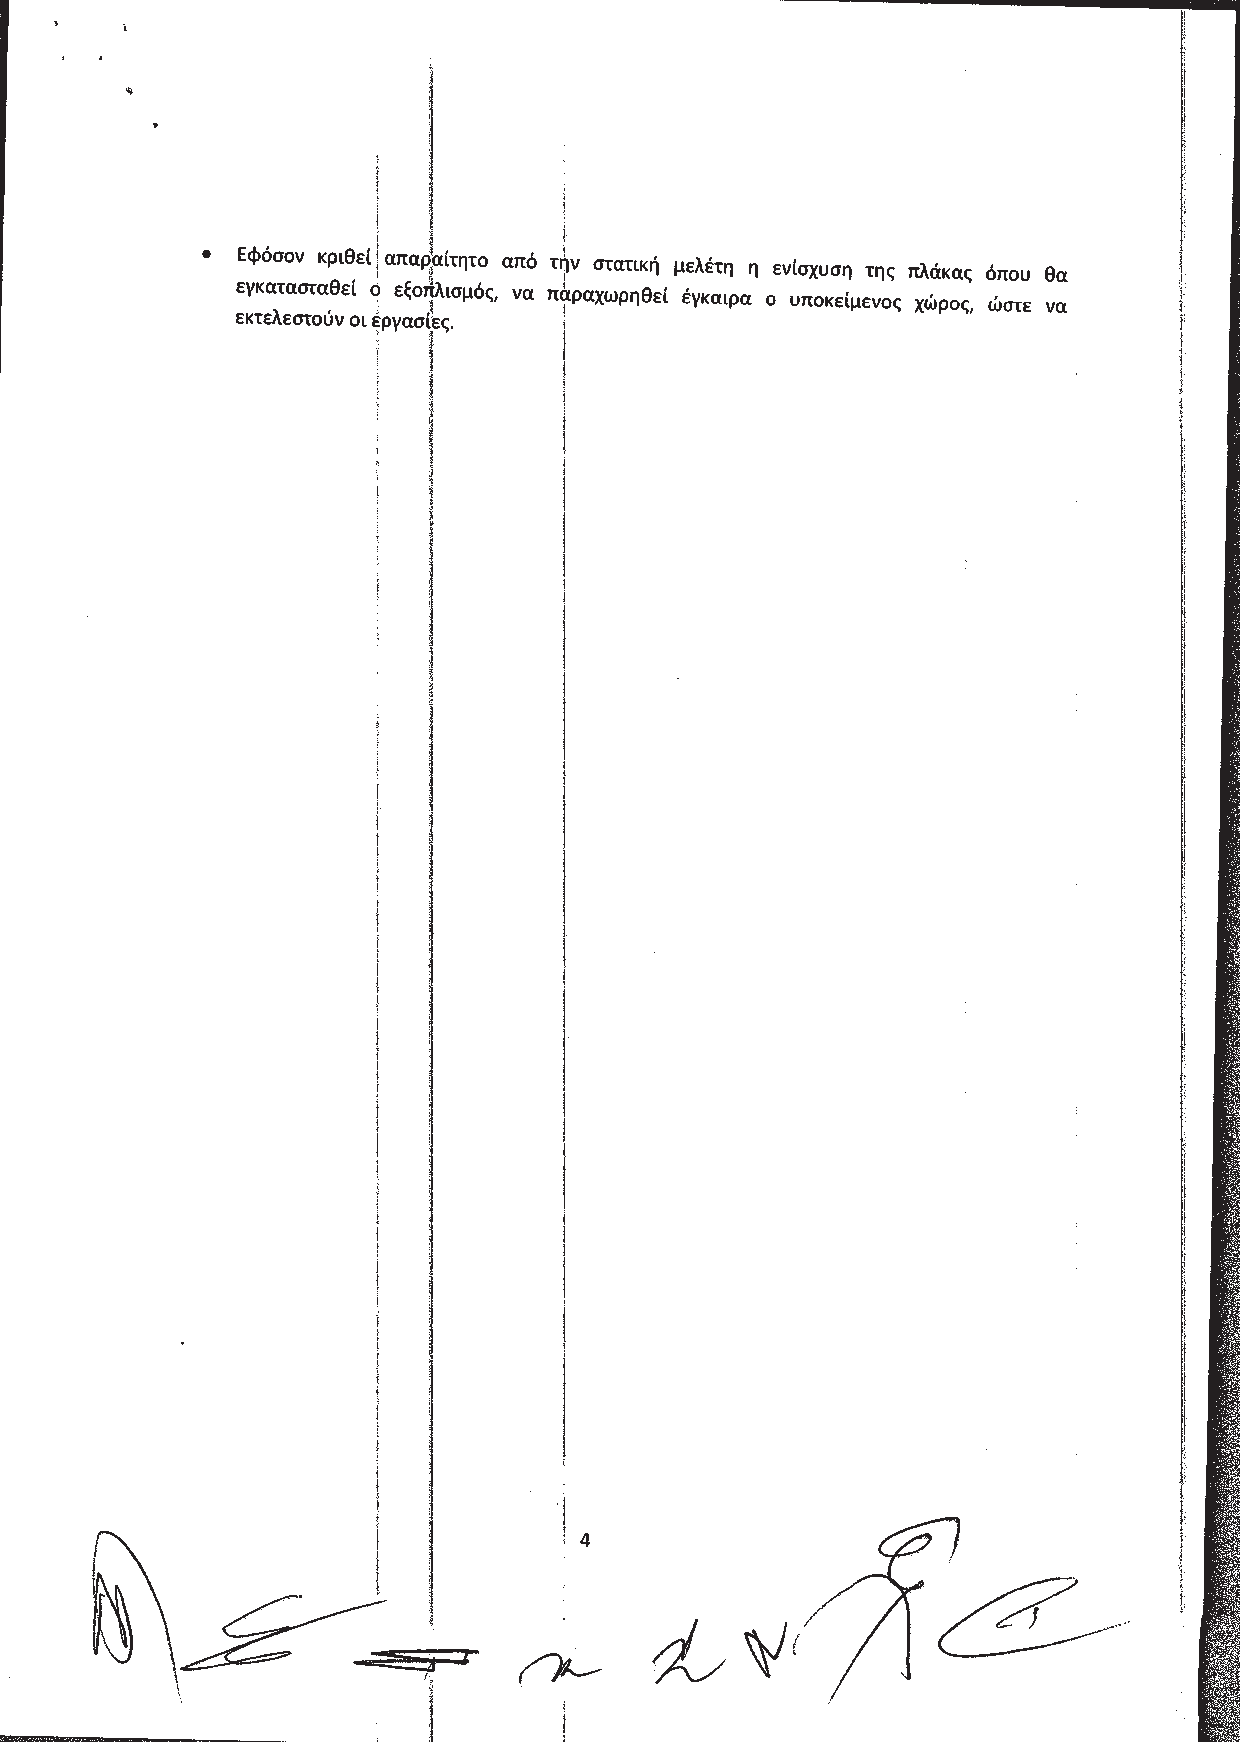 • Εφόσον κριθεί απαραίτητο από την στατική μελέτη η ενίσχυση της πλάκας όπου θα
εγκατασταθεί ο εξοπλισμός, να παραχωρηθεί έγκαιρα ο υποκείμενος χώρος, ώστε να
εκτελεστούν οι εργασίες.
4